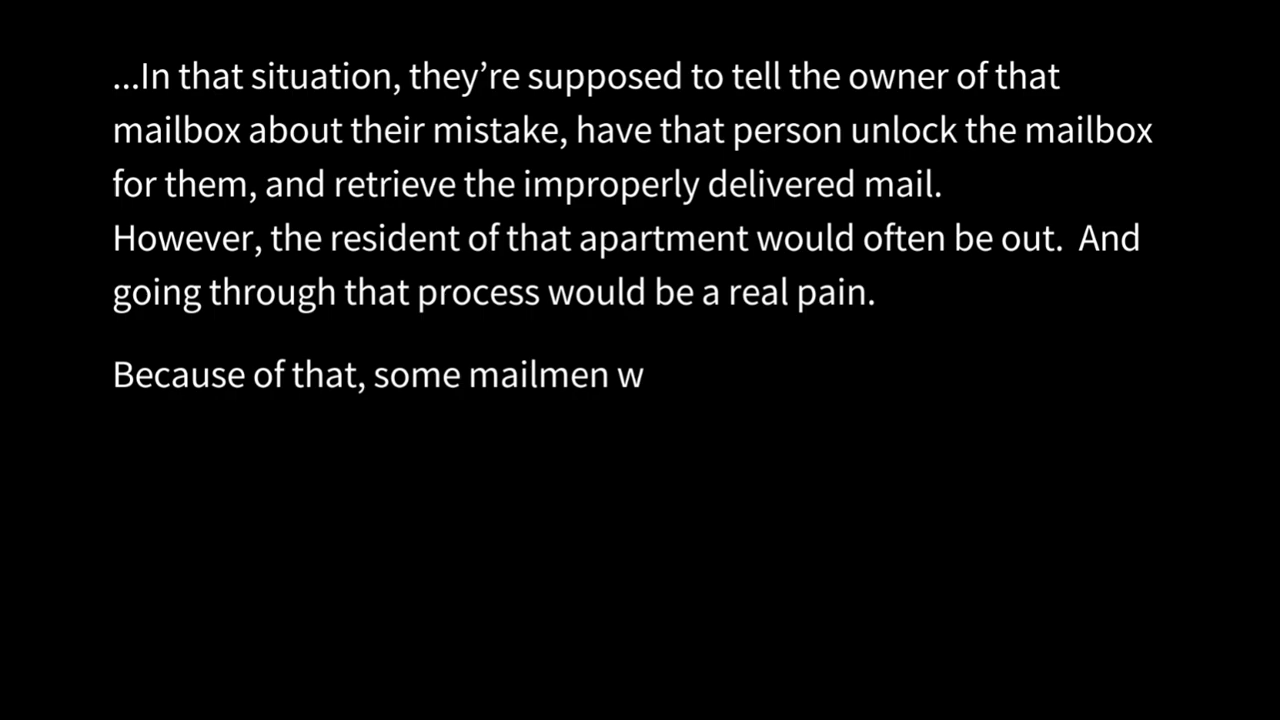 ...In that situation, they’re supposed to tell the owner of that
mailbox about their mistake, have that person unlock the mailbox
for them, and retrieve the improperly delivered mail.
However, the resident of that apartment would often be out.  And
going through that process would be a real pain.
Because of that, some mailmen w